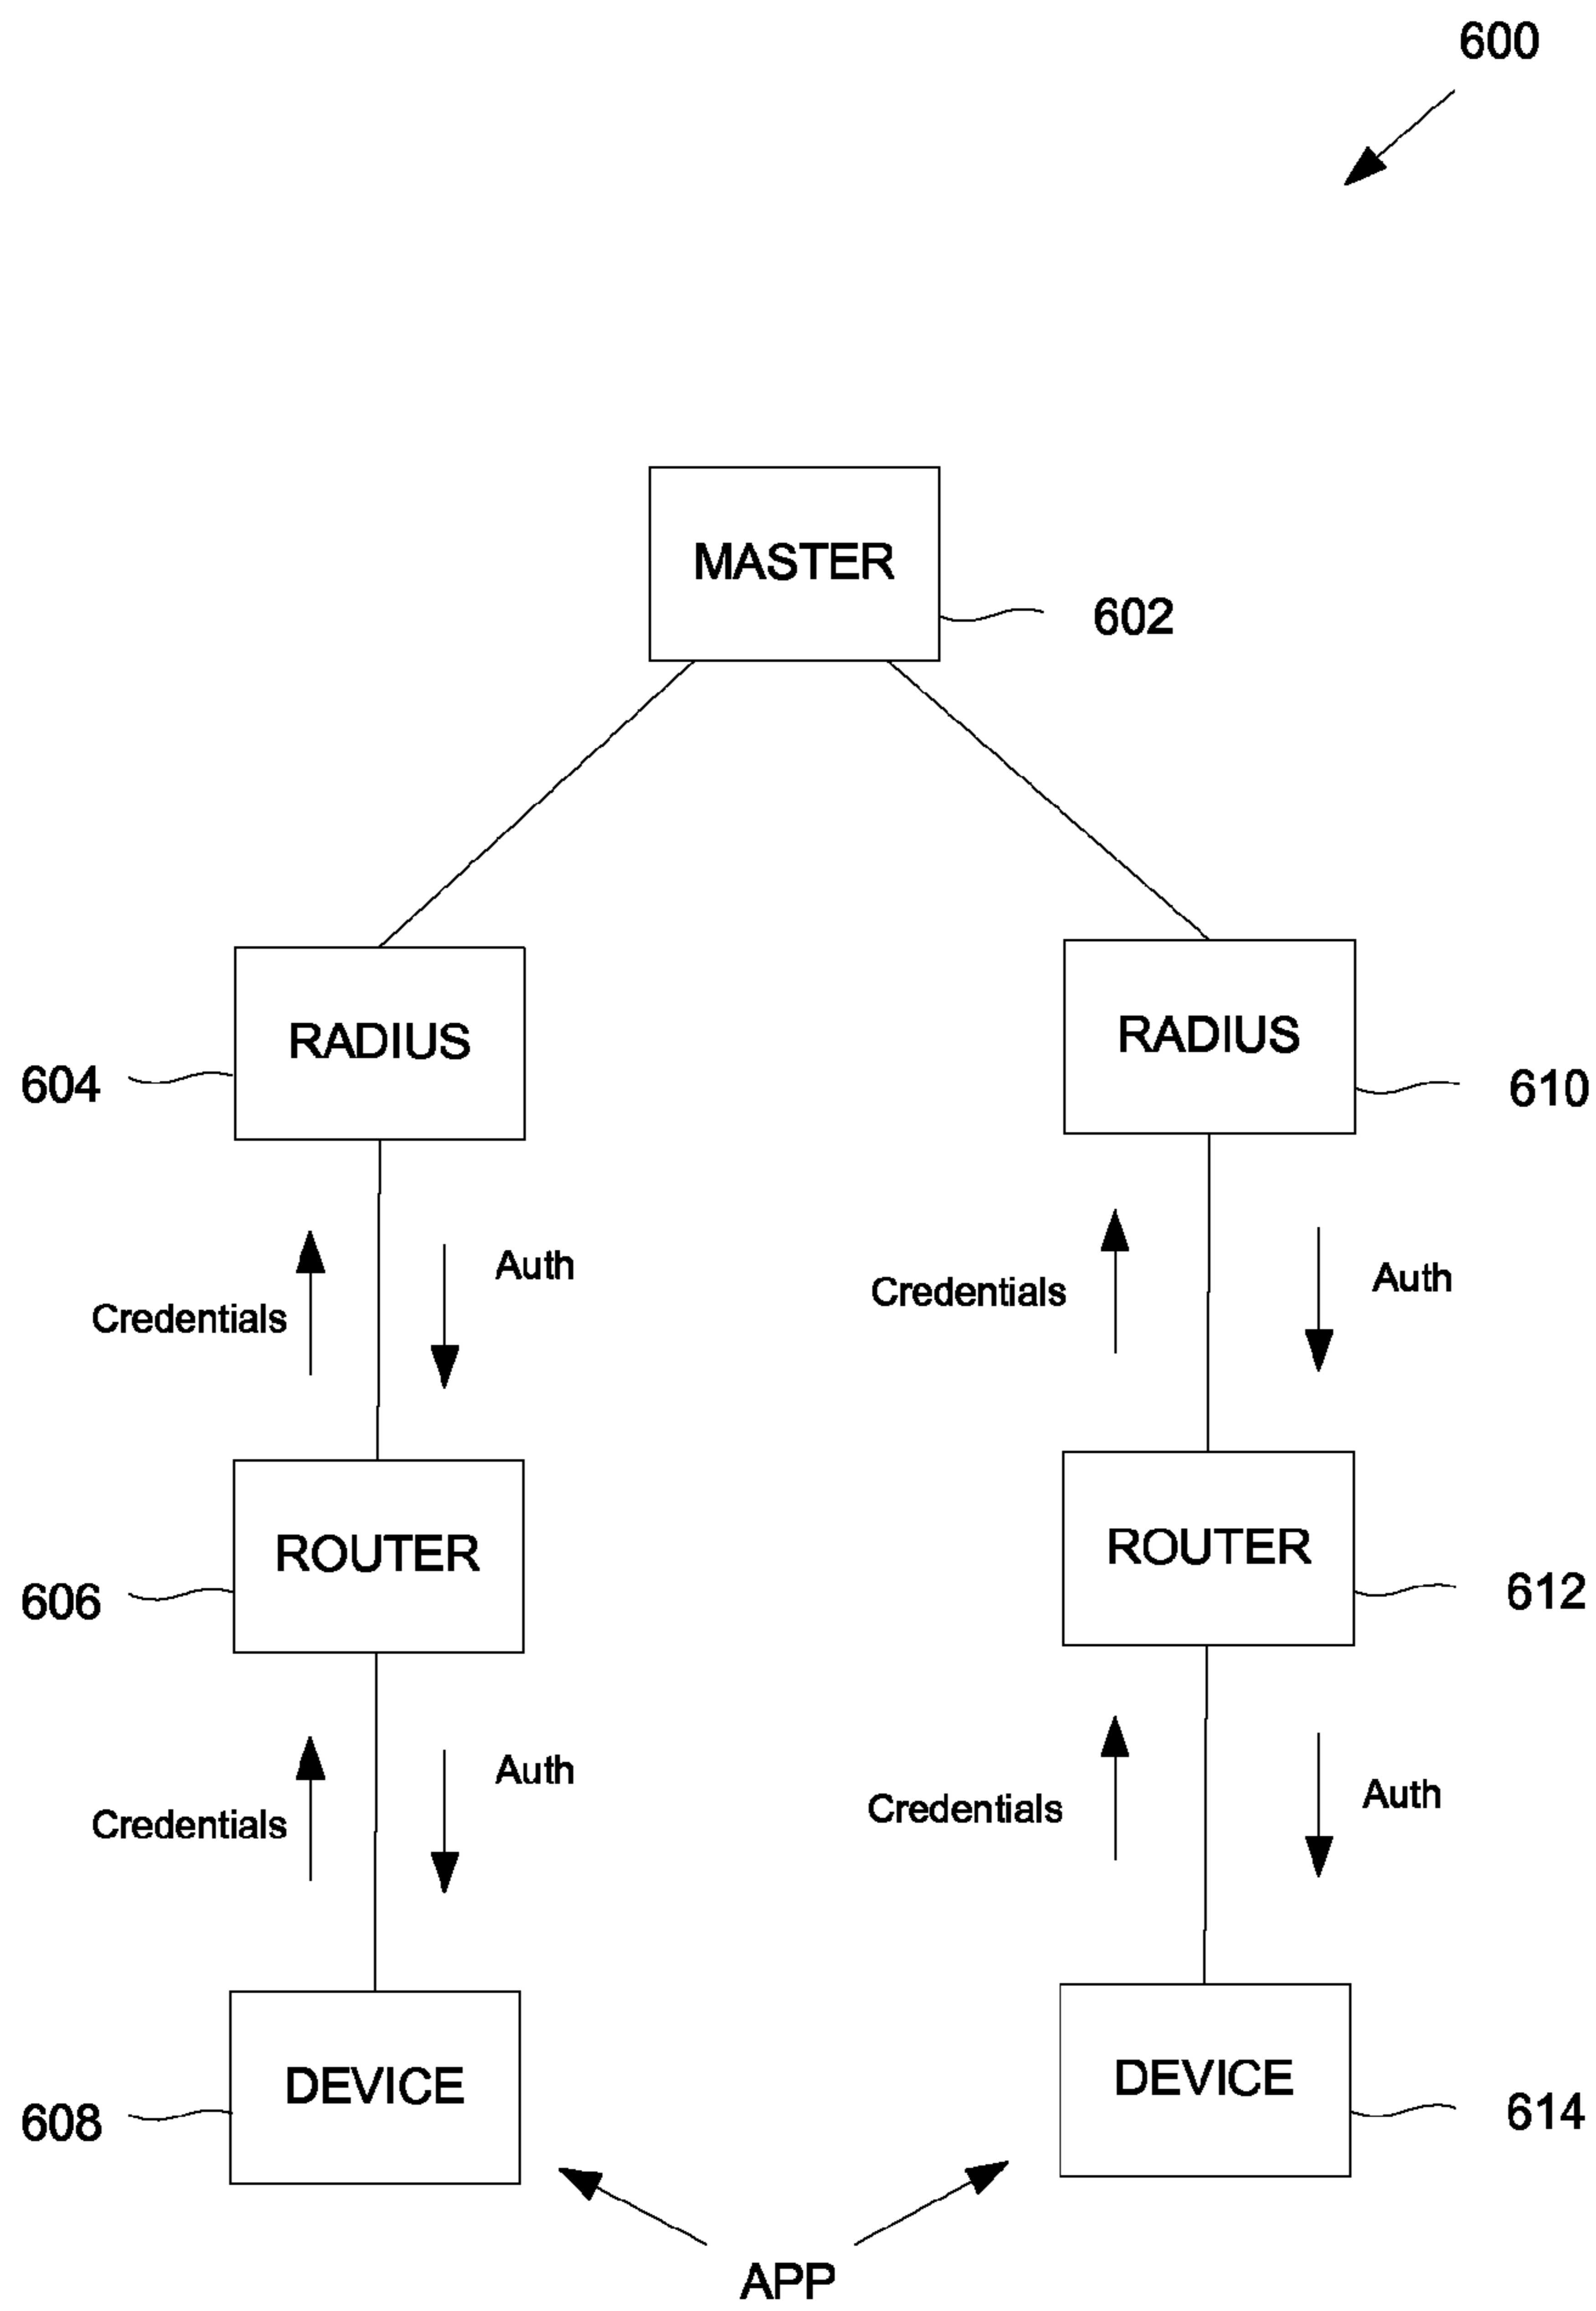 600
MASTER
602
RADIUS
RADIUS
604
610
Auth
Auth
Credentials
Credentials
ROUTER
ROUTER
606
612
Auth
Auth
Credentials
Credentials
DEVICE
DEVICE
608
614
APP